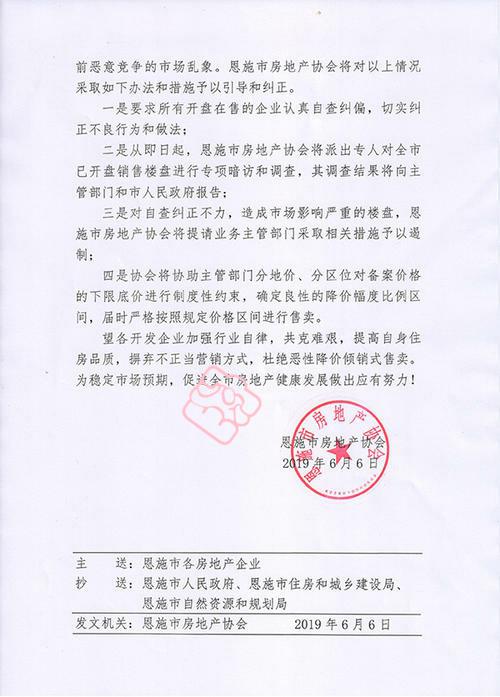 前恶意竞争的市场乱象。恩施市房地产协会将对以上情况
采取如下办法和措施予以引导和纠正。
一是要求所有开盘在售的企业认真自查纠偏，切实纠
正不良行为和做法；
二是从即日起，恩施市房地产协会将派出专人对全市
已开盘销售楼盘进行专项暗访和调查，其调查结果将向主
管部门和市人民政府报告；
三是对自查纠正不力，造成市场影响严重的楼盘，恩
施市房地产协会将提请业务主管部门采取相关措施予以遏
制；
四是协会将协助主管部门分地价、分区位对备案价格
的下限底价进行制度性约束，确定良性的降价幅度比例区
间，届时严格按照规定价格区间进行售卖。
望各开发企业加强行业自律，共克难艰，提高自身住
房品质，摒弃不正当营销方式，杜绝恶性降价倾销式售卖。
为稳定市场预期，促进全市房地产健康发展做出应有努力！
恩施市房地产协会
2019年6月6日
恩施市房地产协会
主 送：恩施市各房地产企业
抄 送：恩施市人民政府、恩施市住房和城乡建设局、
恩施市自然资源和规划局
发文机关：恩施市房地产协会 2019年6月6日